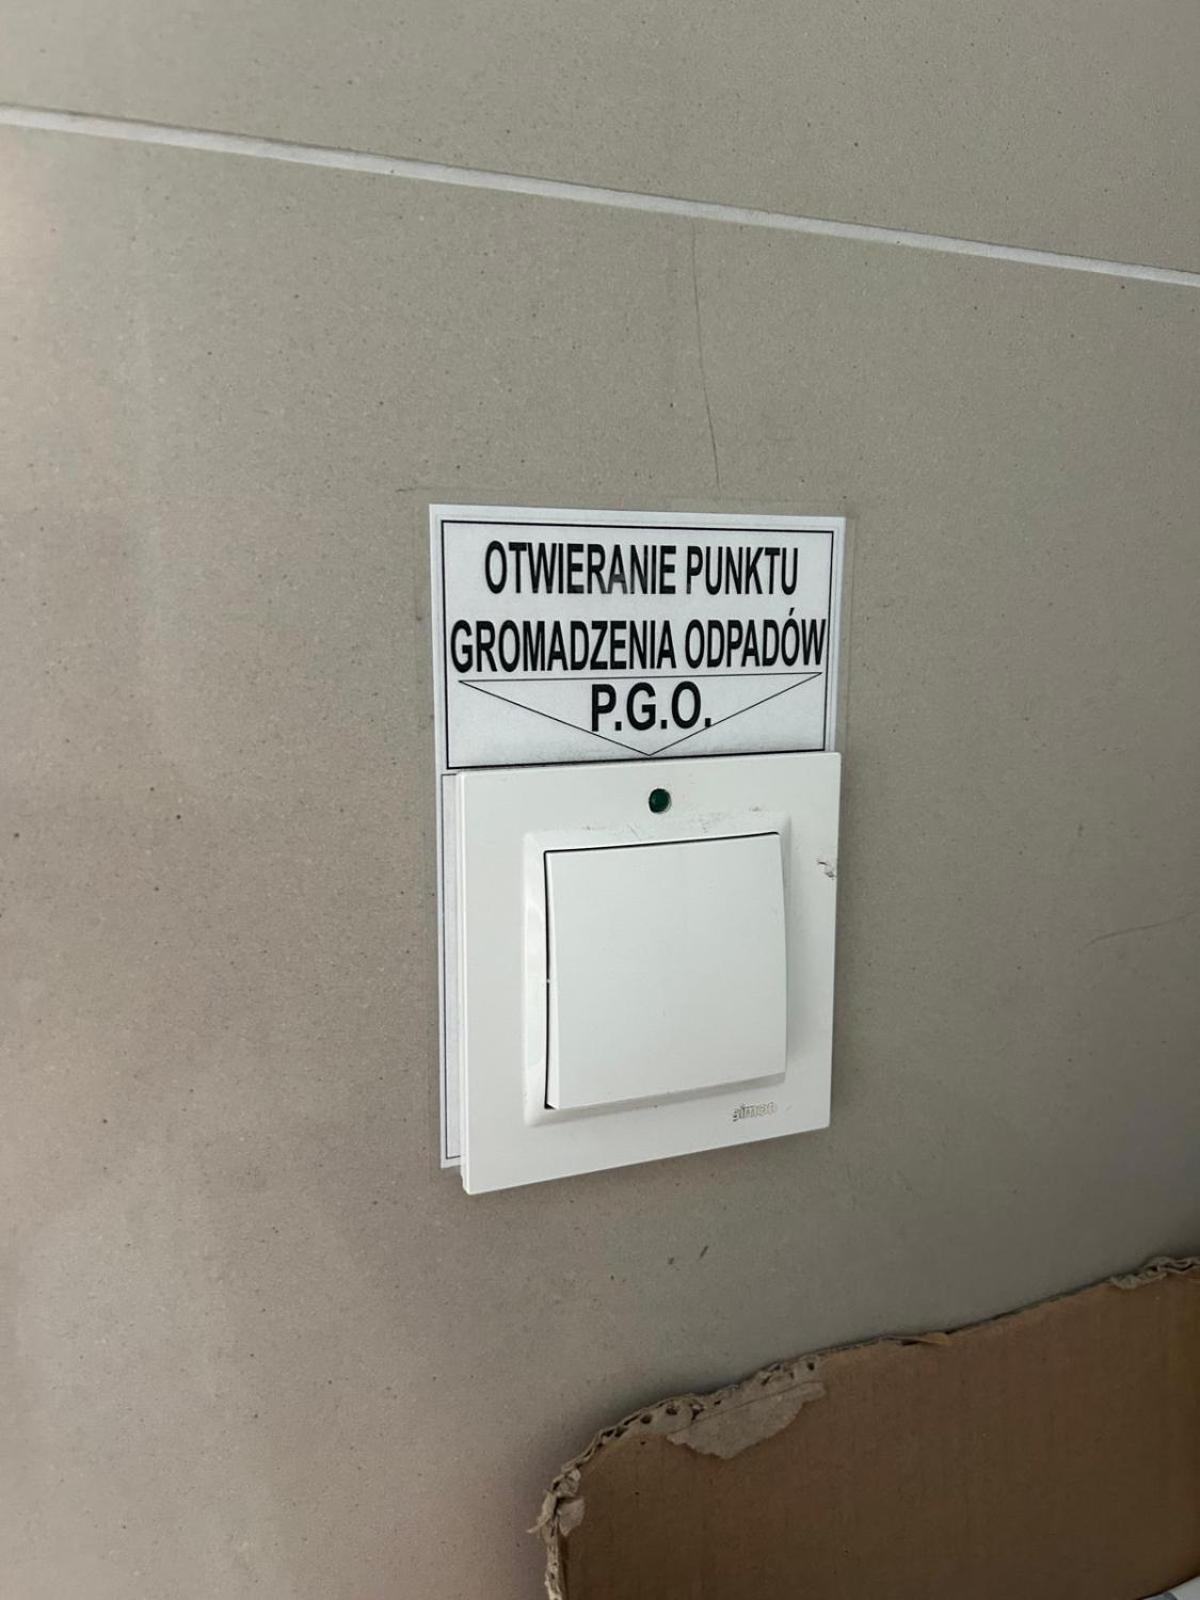 OTWIERANIE PUNKTU
GROMADZENIA ODPADÓW
P.G.O.
simon